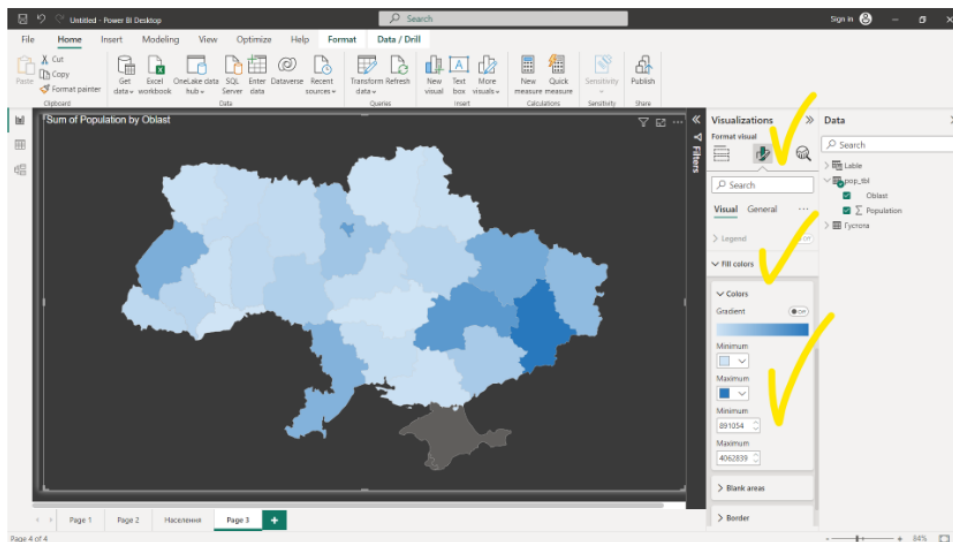 Untitled - Power BI Desktop
Search
Sign in
File Home Insert Modeling View Optimize Help Format Data / Drill
Paste
Cut
Copy
Format painter
Get data
Excel workbook
OneLake data hub
SQL Server
Enter data
Dataverse
Recent sources
Transform data
Refresh
New visual
Text box
More visuals
New measure
Quick measure
Sensitivity
Publish
Clipboard Data Queries Insert Calculations Sensitivity Share
Sum of Population by Oblast
Filters
Visualizations
Format visual
Search
Visual General
Legend
Off
Fill colors
Colors
Gradient
Off
Minimum
Maximum
Minimum
891054
Maximum
4062839
Blank areas
Border
Data
Search
Lable
pop_tbl
Oblast
Population
Густота
Page 1 Page 2 Населення Page 3
Page 4 of 4
84%